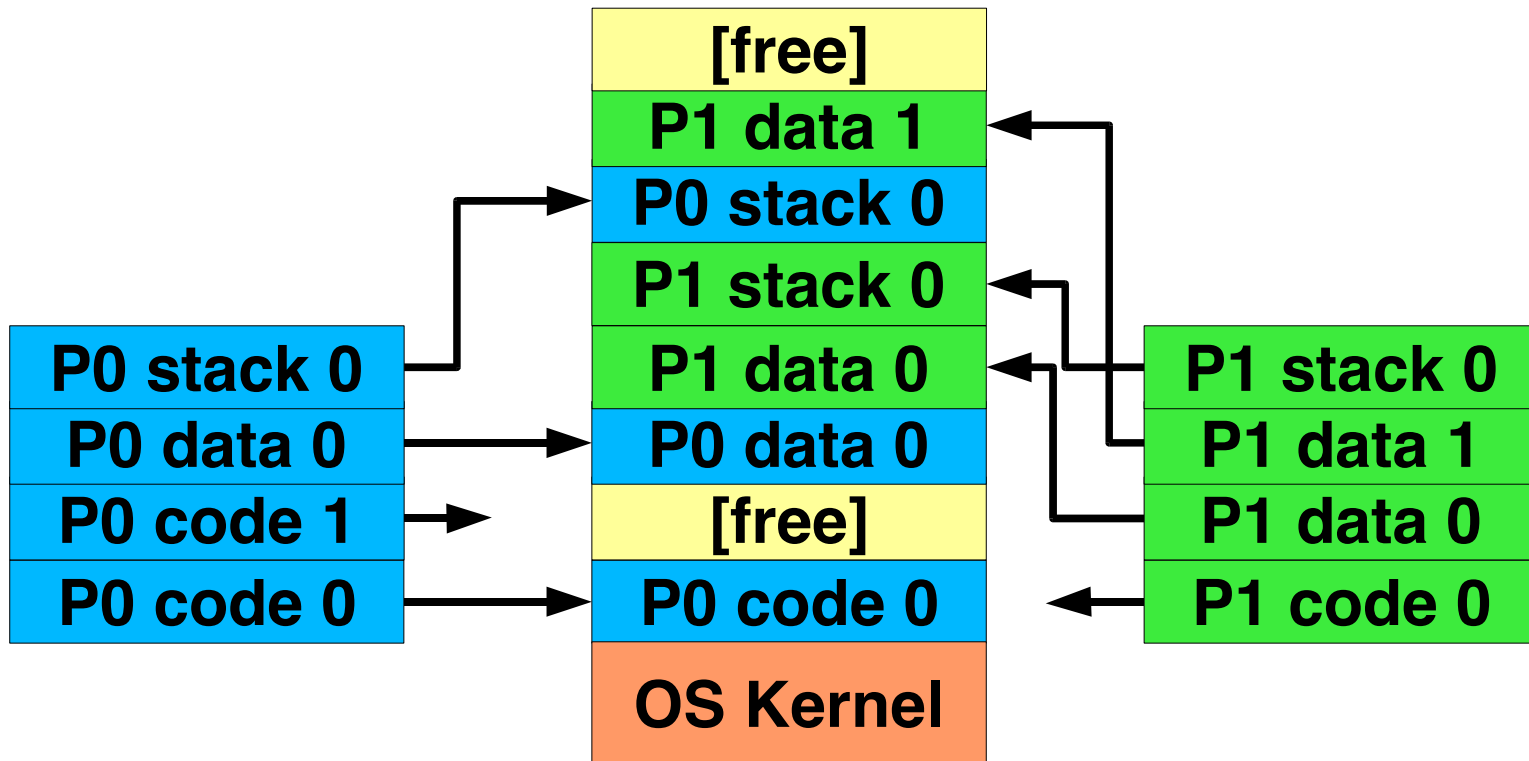 [free]
P1 data 1
P0 stack 0
P1 stack 0
P0 stack 0
P1 data 0
P1 stack 0
P0 data 0
P0 data 0
P1 data 1
P0 code 1
[free]
P1 data 0
P0 code 0
P0 code 0
P1 code 0
OS Kernel